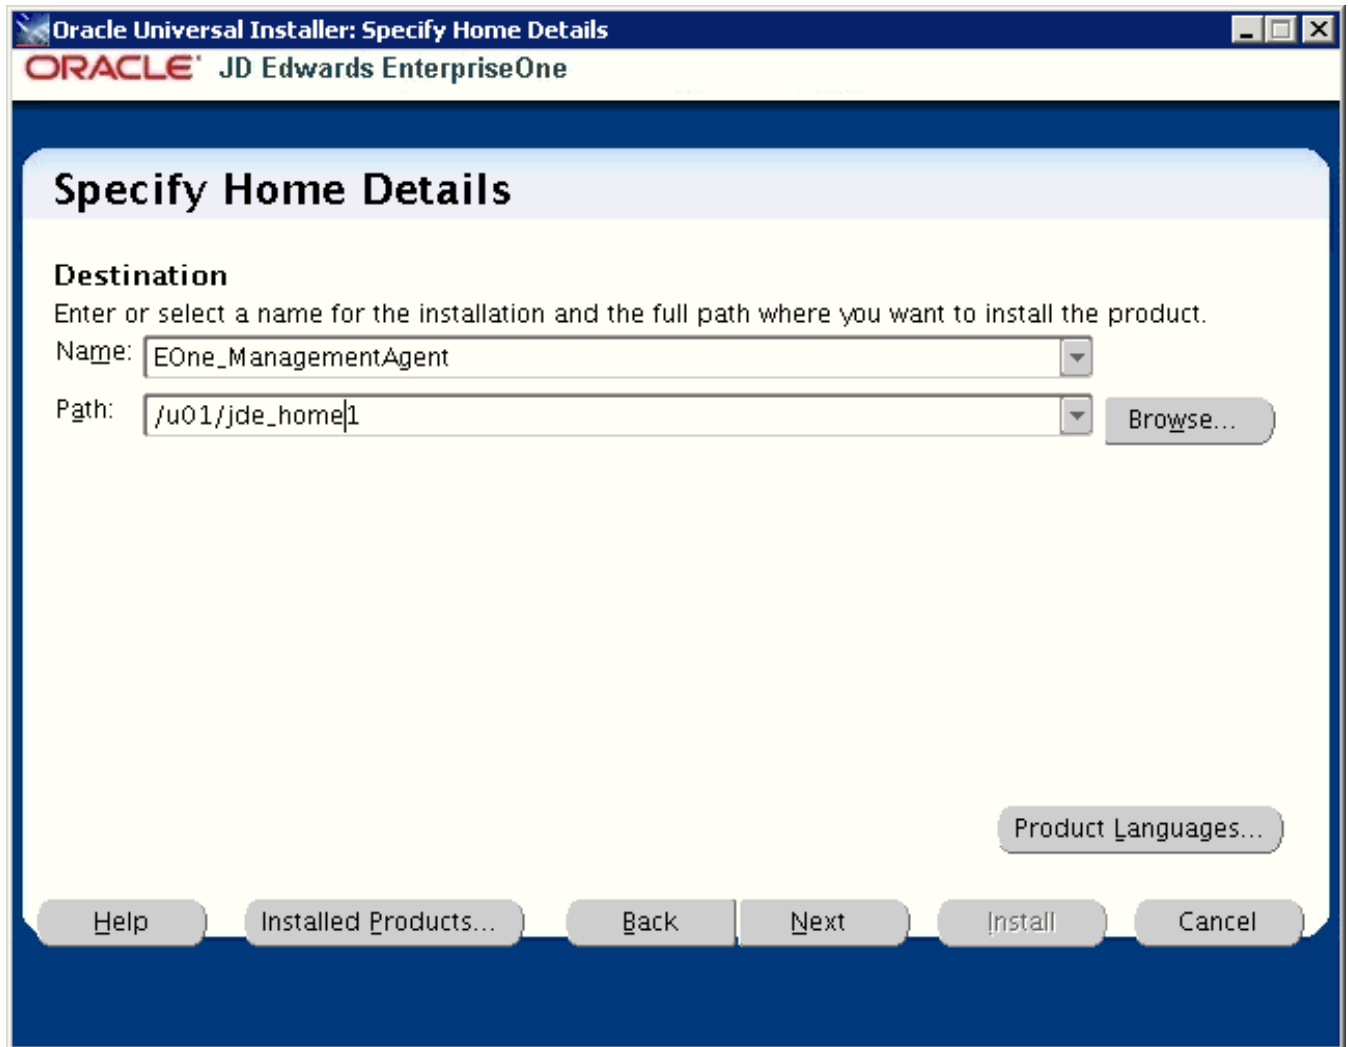 Oracle Universal Installer: Specify Home Details
ORACLE JD Edwards EnterpriseOne
Specify Home Details
Destination
Enter or select a name for the installation and the full path where you want to install the product.
Name: EOne_ManagementAgent
Path: /u01/jde_home1 Browse...
Product Languages...
Help Installed Products... Back Next Install Cancel